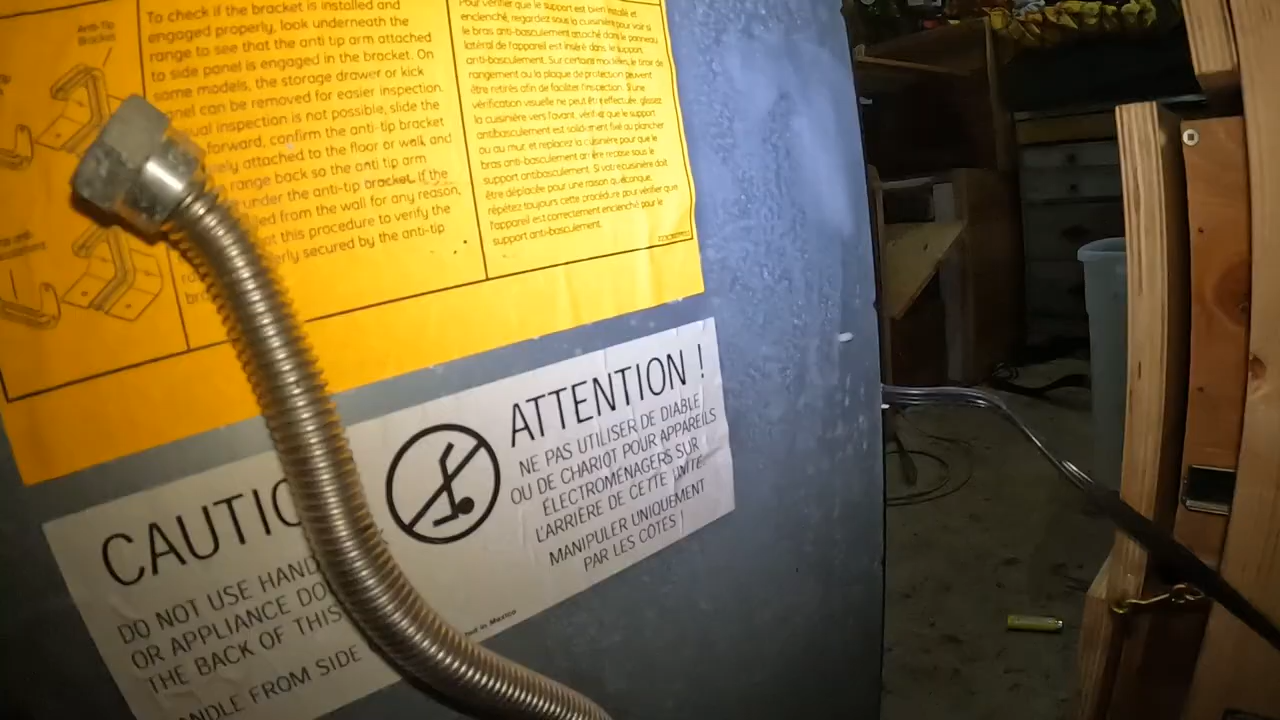 Anti-Tip
Bracket
To check if the bracket is installed and
engaged properly, look underneath the
range to see that the anti tip arm attached
to side panel is engaged in the bracket. On
some models, the storage drawer or kick
can be removed for easier inspection.
inspection is not possible, slide the
forward, confirm the anti-tip bracket
attached to the floor or wall, and
range back so the anti tip arm
under the anti-tip bracket. If the
from the wall for any reason,
this procedure to verify the
secured by the anti-tip
Pour vérifier que le support est bien installé et
enclenché, regardez sous la cuisinière pour voir si
le bras anti-basculement attaché dans le panneau
latéral de l'appareil est inséré dans le support
anti-basculement. Sur certains modèles, le tiroir de
rangement ou la plaque de protection peuvent
être retirés afin de faciliter l'inspection. Si une
vérification visuelle ne peut être effectuée, glissez
la cuisinière vers l'avant, vérifiez que le support
antibasculement est solidement fixé au plancher
ou au mur, et replacez la cuisinière pour que le
bras anti-basculement arrière repose sous le
support antibasculement. Si votre cuisinière doit
être déplacée pour une raison quelconque,
répétez toujours cette procédure pour vérifier que
l'appareil est correctement enclenché par le
support anti-basculement.
DO NOT USE HAND
OR APPLIANCE
THE BACK OF THIS
FROM SIDE
ATTENTION !
NE PAS UTILISER DE DIABLE
OU DE CHARIOT POUR APPAREILS
ÉLECTROMÉNAGERS SUR
L'ARRIÈRE DE CETTE UNITÉ.
MANIPULER UNIQUEMENT
PAR LES COTÉS !
in Mexico